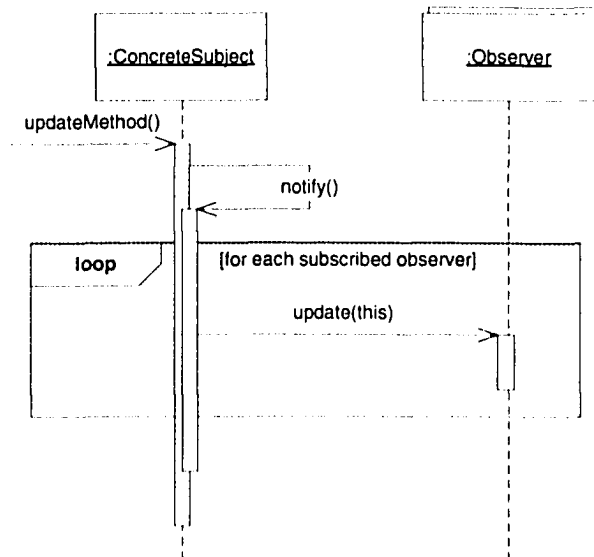 :ConcreteSubject
:Observer
updateMethod()
notify()
loop
[for each subscribed observer]
update(this)